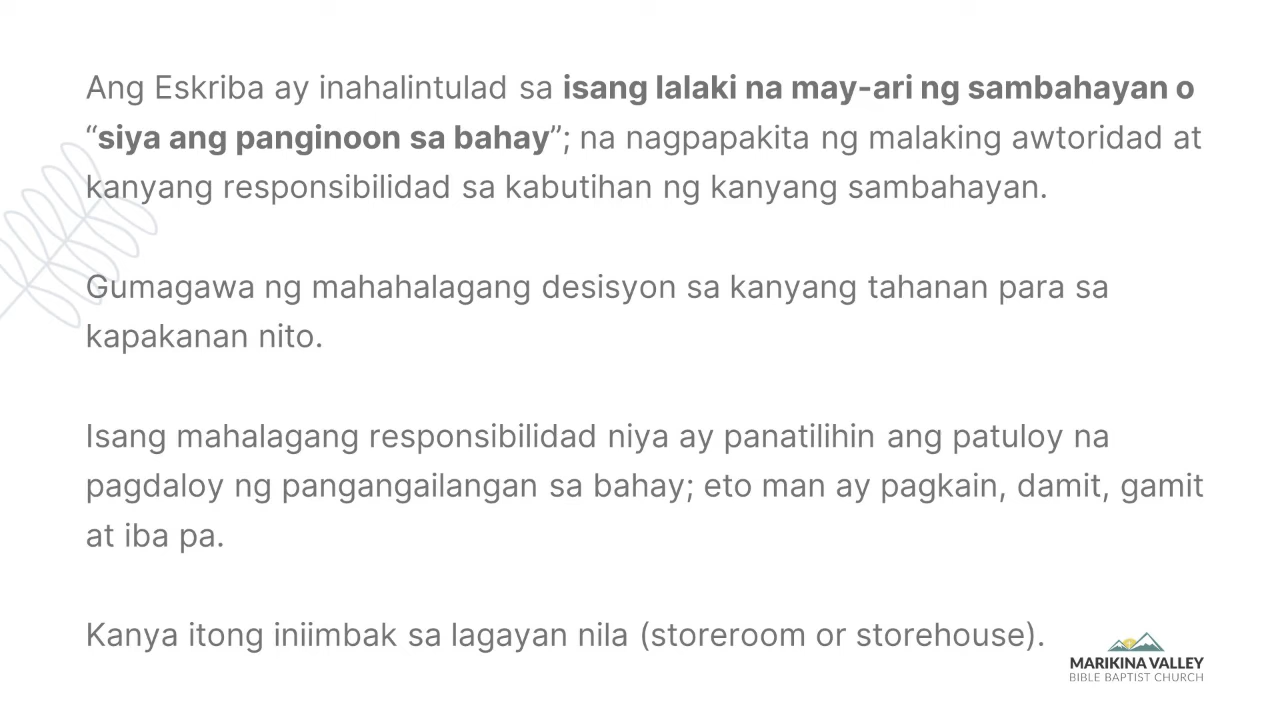 Ang Eskriba ay inahalintulad sa isang lalaki na may-ari ng sambahayan o
“siya ang panginoon sa bahay”; na nagpapakita ng malaking awtoridad at
kanyang responsibilidad sa kabutihan ng kanyang sambahayan.
Gumagawa ng mahahalagang desisyon sa kanyang tahanan para sa
kapakanan nito.
Isang mahalagang responsibilidad niya ay panatilihin ang patuloy na
pagdaloy ng pangangailangan sa bahay; eto man ay pagkain, damit, gamit
at iba pa.
Kanya itong iniimbak sa lagayan nila (storeroom or storehouse).
MARIKINA VALLEY
BIBLE BAPTIST CHURCH